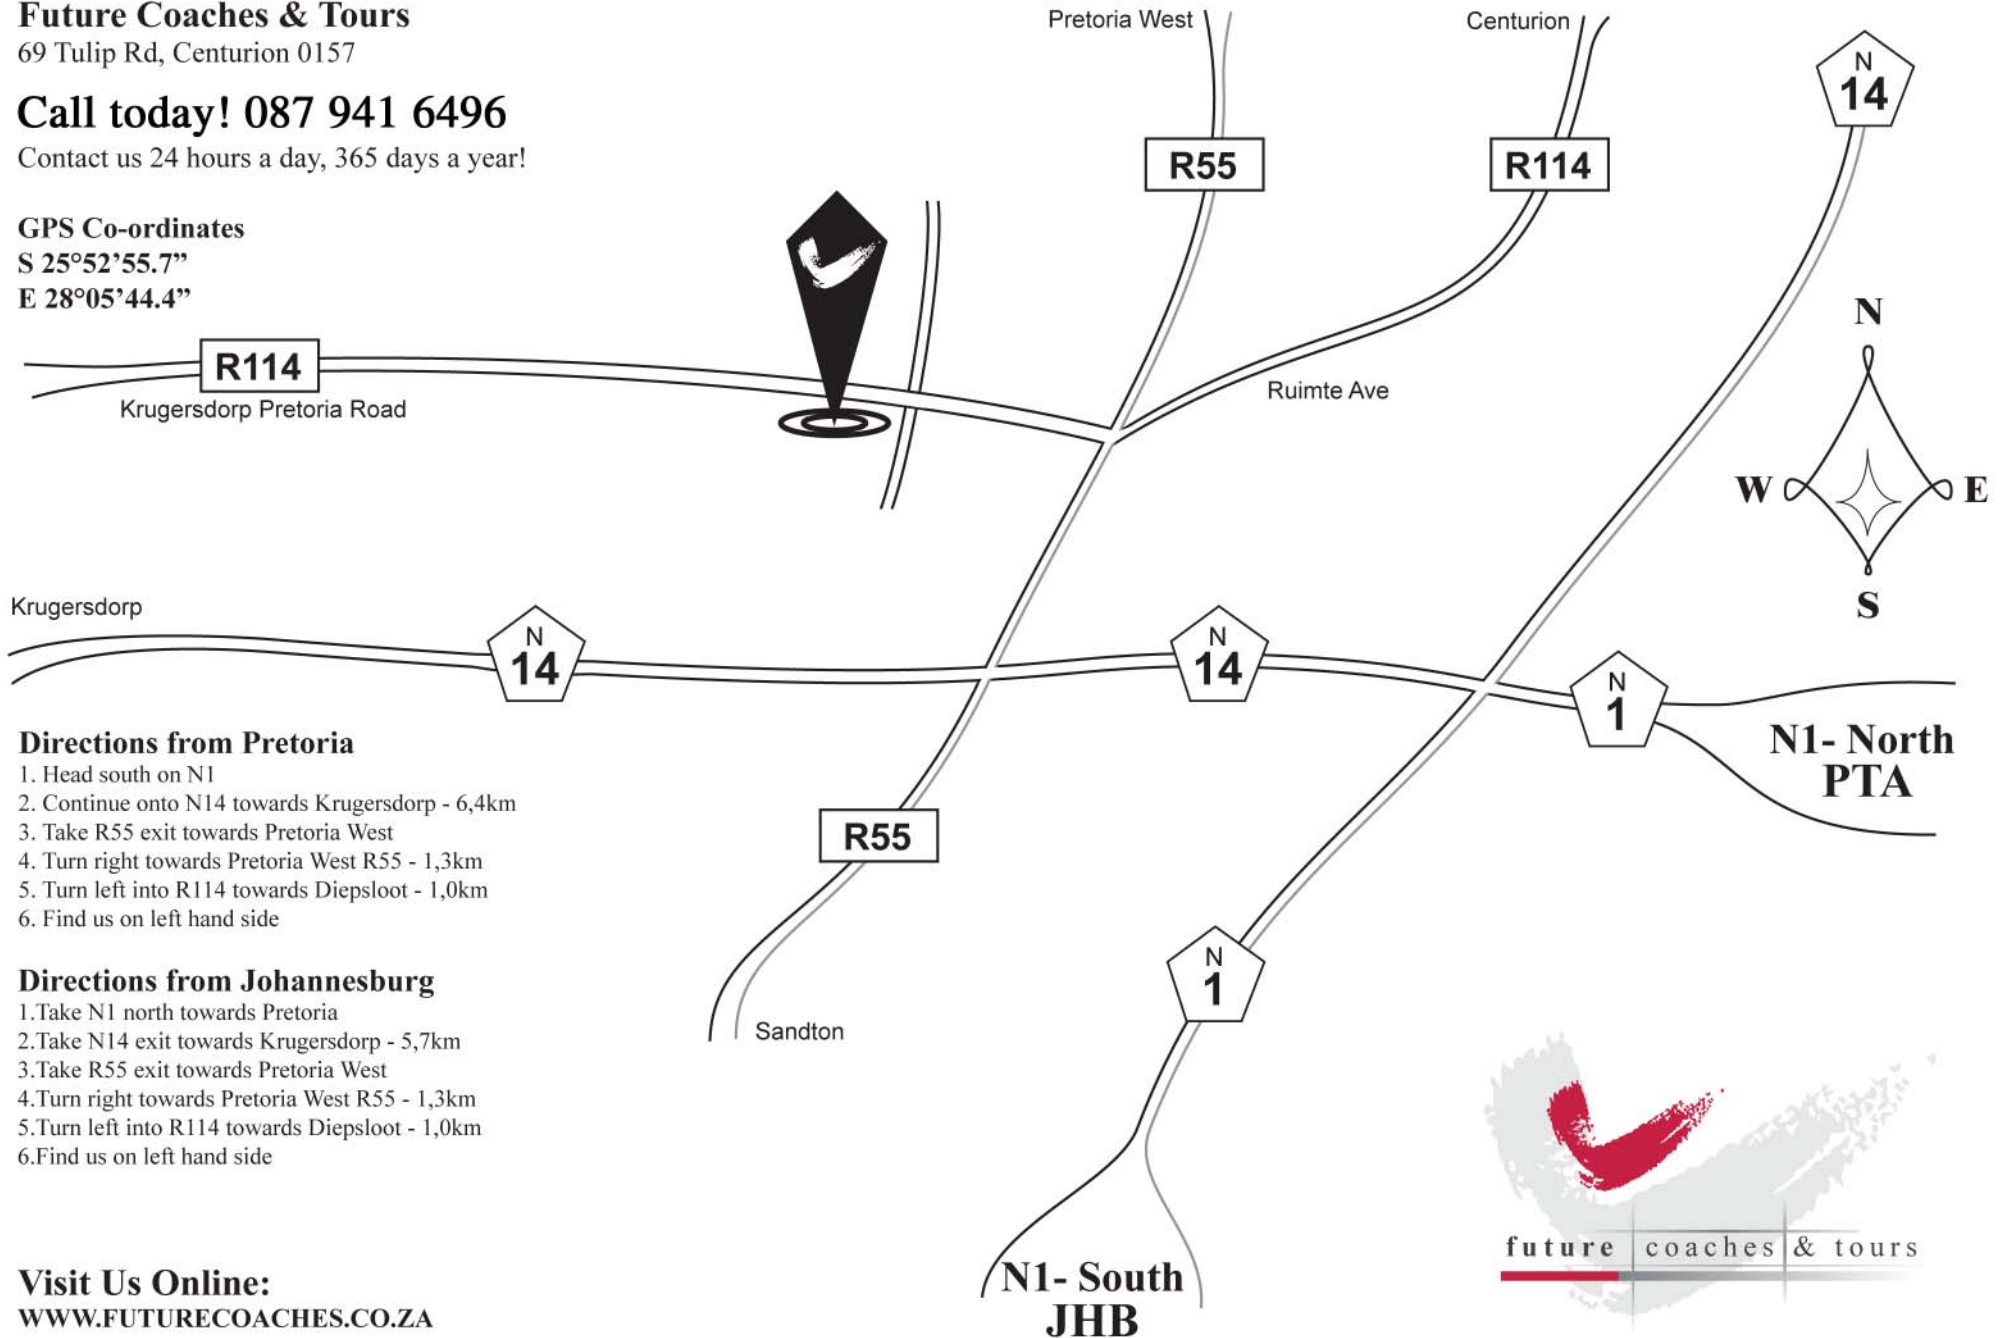 Future Coaches & Tours
69 Tulip Rd, Centurion 0157
Call today! 087 941 6496
Contact us 24 hours a day, 365 days a year!
GPS Co-ordinates
S 25°52’55.7”
E 28°05’44.4”
Pretoria West
Centurion
N
14
R55
R114
R114
Krugersdorp Pretoria Road
Ruimte Ave
N
W
E
S
Krugersdorp
N
14
N
14
N
1
N1- North
PTA
R55
Sandton
N
1
N1- South
JHB
Directions from Pretoria
1. Head south on N1
2. Continue onto N14 towards Krugersdorp - 6,4km
3. Take R55 exit towards Pretoria West
4. Turn right towards Pretoria West R55 - 1,3km
5. Turn left into R114 towards Diepsloot - 1,0km
6. Find us on left hand side
Directions from Johannesburg
1.Take N1 north towards Pretoria
2.Take N14 exit towards Krugersdorp - 5,7km
3.Take R55 exit towards Pretoria West
4.Turn right towards Pretoria West R55 - 1,3km
5.Turn left into R114 towards Diepsloot - 1,0km
6.Find us on left hand side
Visit Us Online:
WWW.FUTURECOACHES.CO.ZA
future coaches & tours